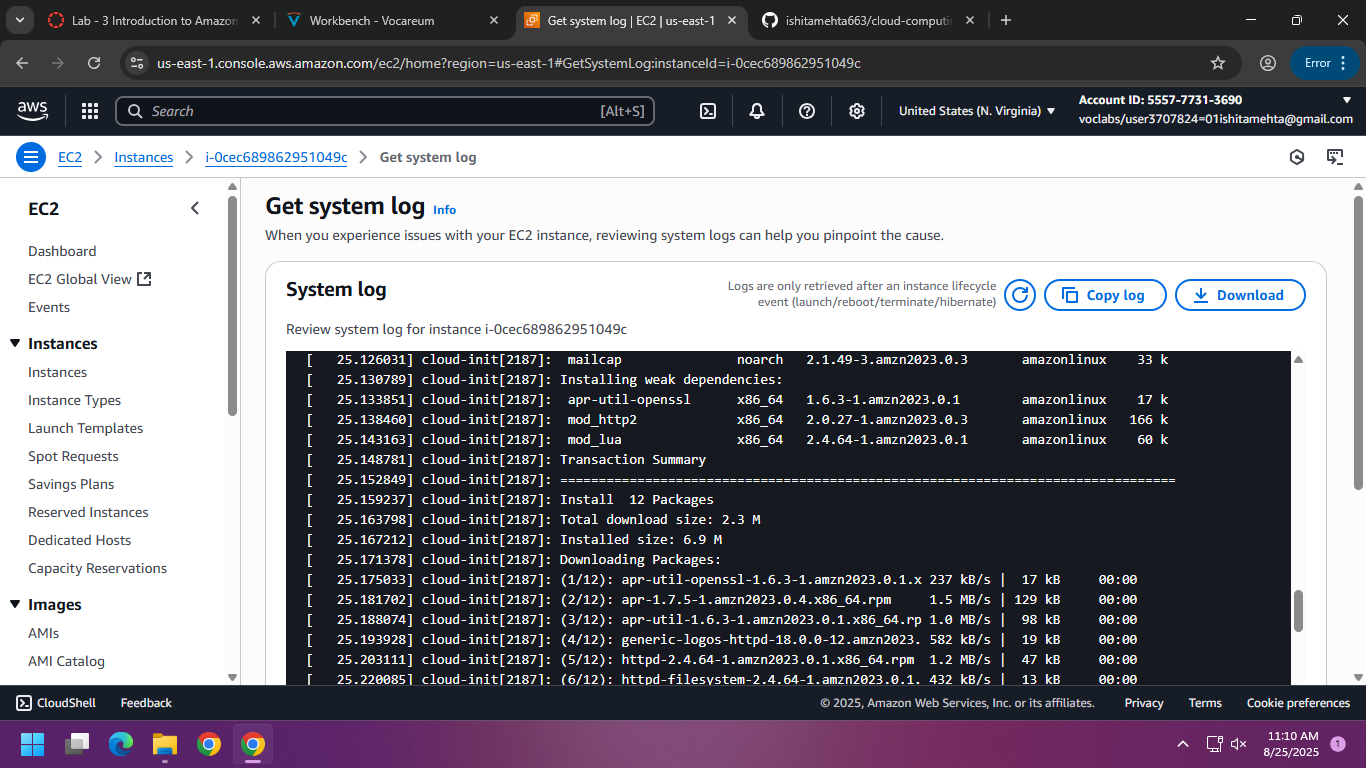 Lab - 3 Introduction to Amazon
Workbench - Vocareum
Get system log | EC2 | us-east-1
ishitamehta663/cloud-computin
us-east-1.console.aws.amazon.com/ec2/home?region=us-east-1#GetSystemLog:instanceId=i-0cec689862951049c
Error
aws
Search
[Alt+S]
United States (N. Virginia)
Account ID: 5557-7731-3690
voclabs/user3707824=01ishitamehta@gmail.com
EC2 > Instances > i-0cec689862951049c > Get system log
EC2
Dashboard
EC2 Global View
Events
Instances
Instances
Instance Types
Launch Templates
Spot Requests
Savings Plans
Reserved Instances
Dedicated Hosts
Capacity Reservations
Images
AMIs
AMI Catalog
Get system log Info
When you experience issues with your EC2 instance, reviewing system logs can help you pinpoint the cause.
System log
Logs are only retrieved after an instance lifecycle
event (launch/reboot/terminate/hibernate)
Copy log
Download
Review system log for instance i-0cec689862951049c
[   25.126031] cloud-init[2187]:  mailcap               noarch   2.1.49-3.amzn2023.0.3       amazonlinux    33 k
[   25.130789] cloud-init[2187]: Installing weak dependencies:
[   25.133851] cloud-init[2187]:  apr-util-openssl      x86_64   1.6.3-1.amzn2023.0.1        amazonlinux    17 k
[   25.138460] cloud-init[2187]:  mod_http2             x86_64   2.0.27-1.amzn2023.0.3       amazonlinux   166 k
[   25.143163] cloud-init[2187]:  mod_lua               x86_64   2.4.64-1.amzn2023.0.1       amazonlinux    60 k
[   25.148781] cloud-init[2187]: Transaction Summary
[   25.152849] cloud-init[2187]: ================================================================================
[   25.159237] cloud-init[2187]: Install  12 Packages
[   25.163798] cloud-init[2187]: Total download size: 2.3 M
[   25.167212] cloud-init[2187]: Installed size: 6.9 M
[   25.171378] cloud-init[2187]: Downloading Packages:
[   25.175033] cloud-init[2187]: (1/12): apr-util-openssl-1.6.3-1.amzn2023.0.1.x 237 kB/s |  17 kB     00:00
[   25.181702] cloud-init[2187]: (2/12): apr-1.7.5-1.amzn2023.0.4.x86_64.rpm     1.5 MB/s | 129 kB     00:00
[   25.188074] cloud-init[2187]: (3/12): apr-util-1.6.3-1.amzn2023.0.1.x86_64.rp 1.0 MB/s |  98 kB     00:00
[   25.193928] cloud-init[2187]: (4/12): generic-logos-httpd-18.0.0-12.amzn2023. 582 kB/s |  19 kB     00:00
[   25.203111] cloud-init[2187]: (5/12): httpd-2.4.64-1.amzn2023.0.1.x86_64.rpm  1.2 MB/s |  47 kB     00:00
[   25.220085] cloud-init[2187]: (6/12): httpd-filesystem-2.4.64-1.amzn2023.0.1. 432 kB/s |  13 kB     00:00
CloudShell
Feedback
© 2025, Amazon Web Services, Inc. or its affiliates.
Privacy
Terms
Cookie preferences
11:10 AM
8/25/2025
1